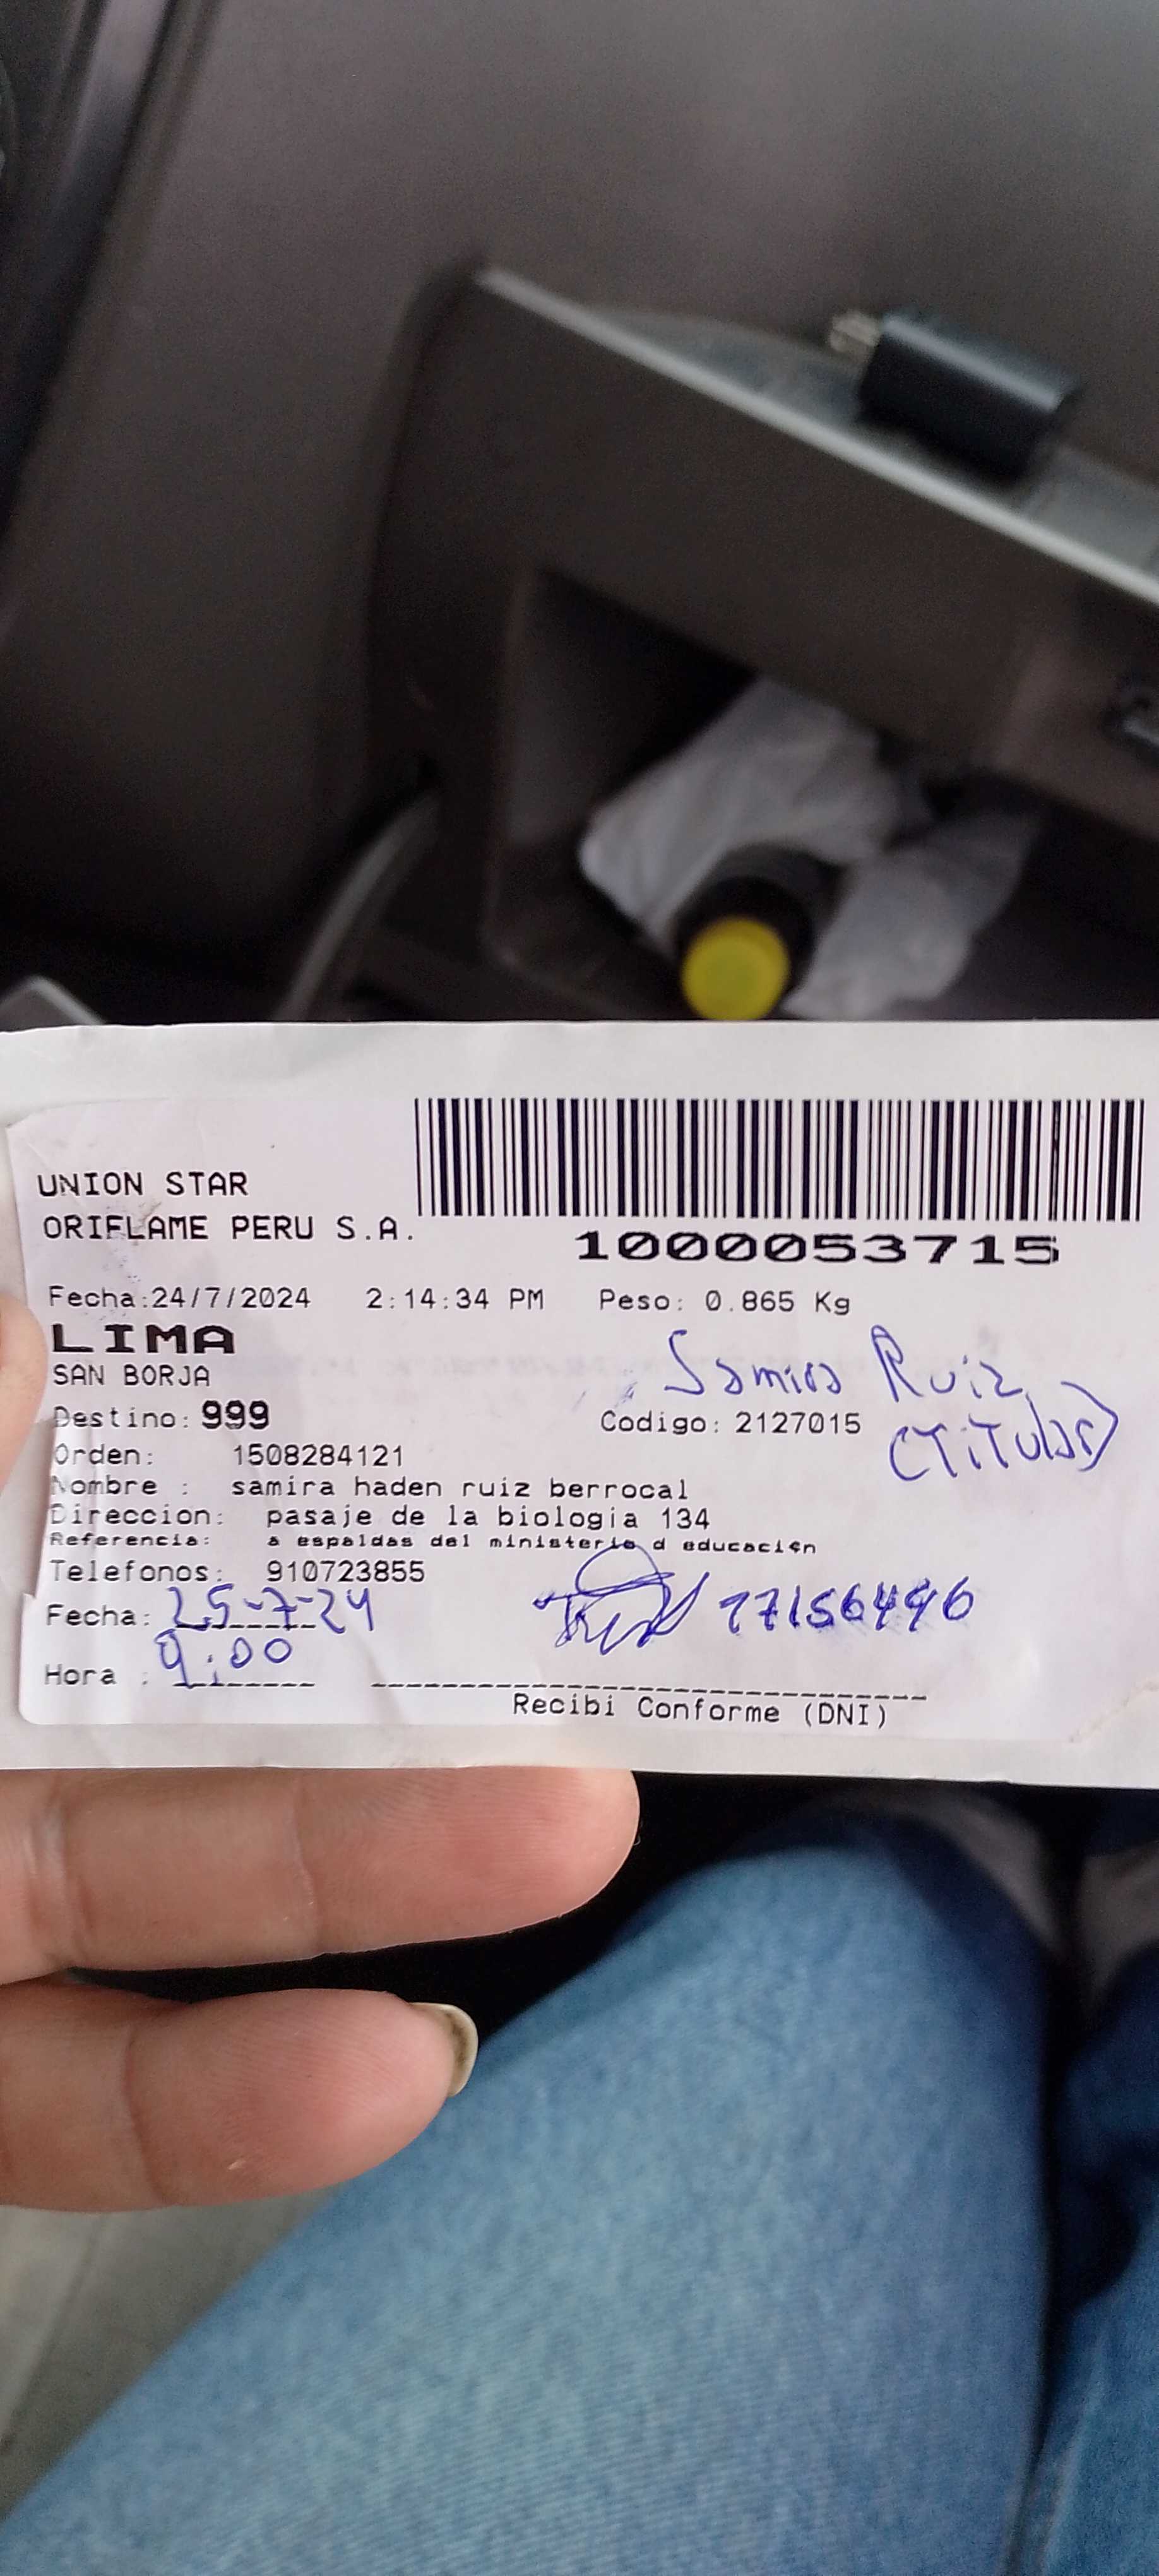 UNION STAR
ORIFLAME PERU S.A.
1000053715
Fecha:24/7/2024 2:14:34 PM Peso: 0.865 Kg
LIMA
SAN BORJA
Samira Ruiz
(Titular)
Destino: 999 Codigo: 2127015
Orden: 1508284121
Nombre : samira haden ruiz berrocal
Direccion: pasaje de la biologia 134
Referencia: a espaldas del ministerio d educación
Telefonos: 910723855
Fecha: 25-7-24 77156496
Hora : 9:00
Recibi Conforme (DNI)